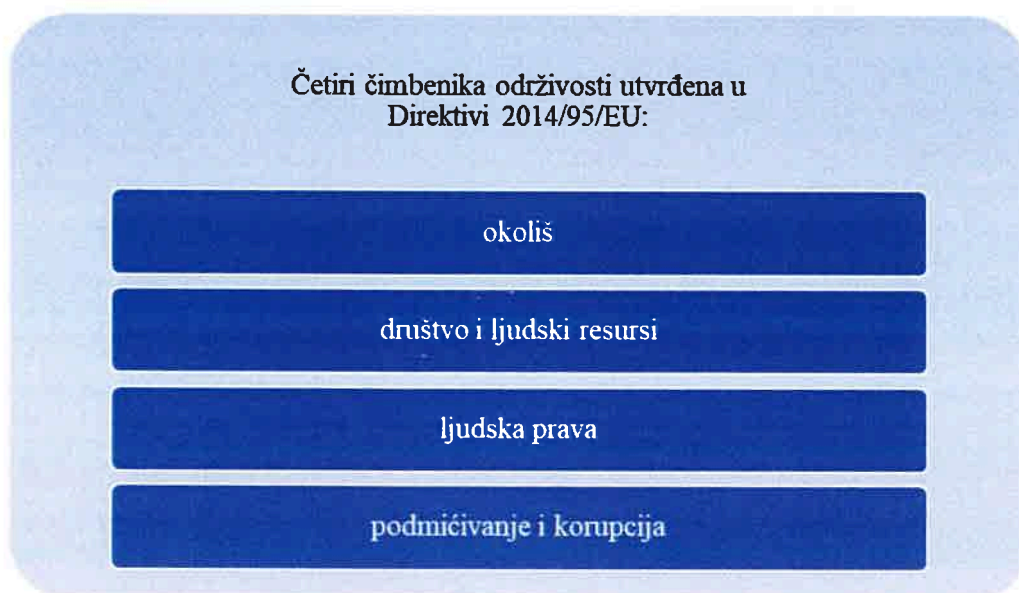 Četiri čimbenika održivosti utvrđena u
Direktivi 2014/95/EU:
okoliš
društvo i ljudski resursi
ljudska prava
podmićivanje i korupcija